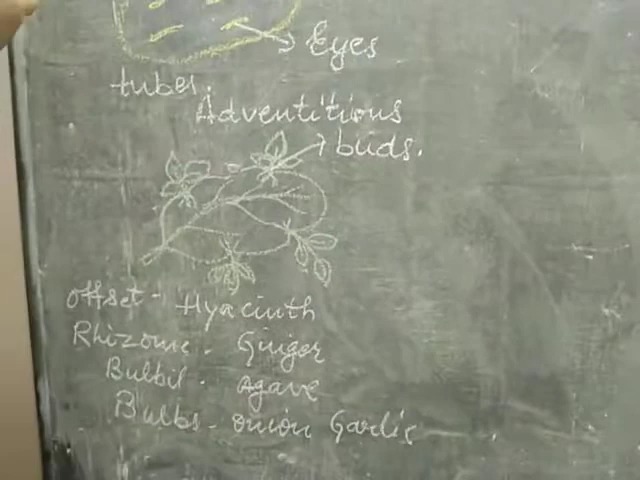 Eyes
tuber.
Adventitious
buds.
offset - Hyacinth
Rhizome. Ginger
Bulbil. Agave
Bulbs - onion Garlic